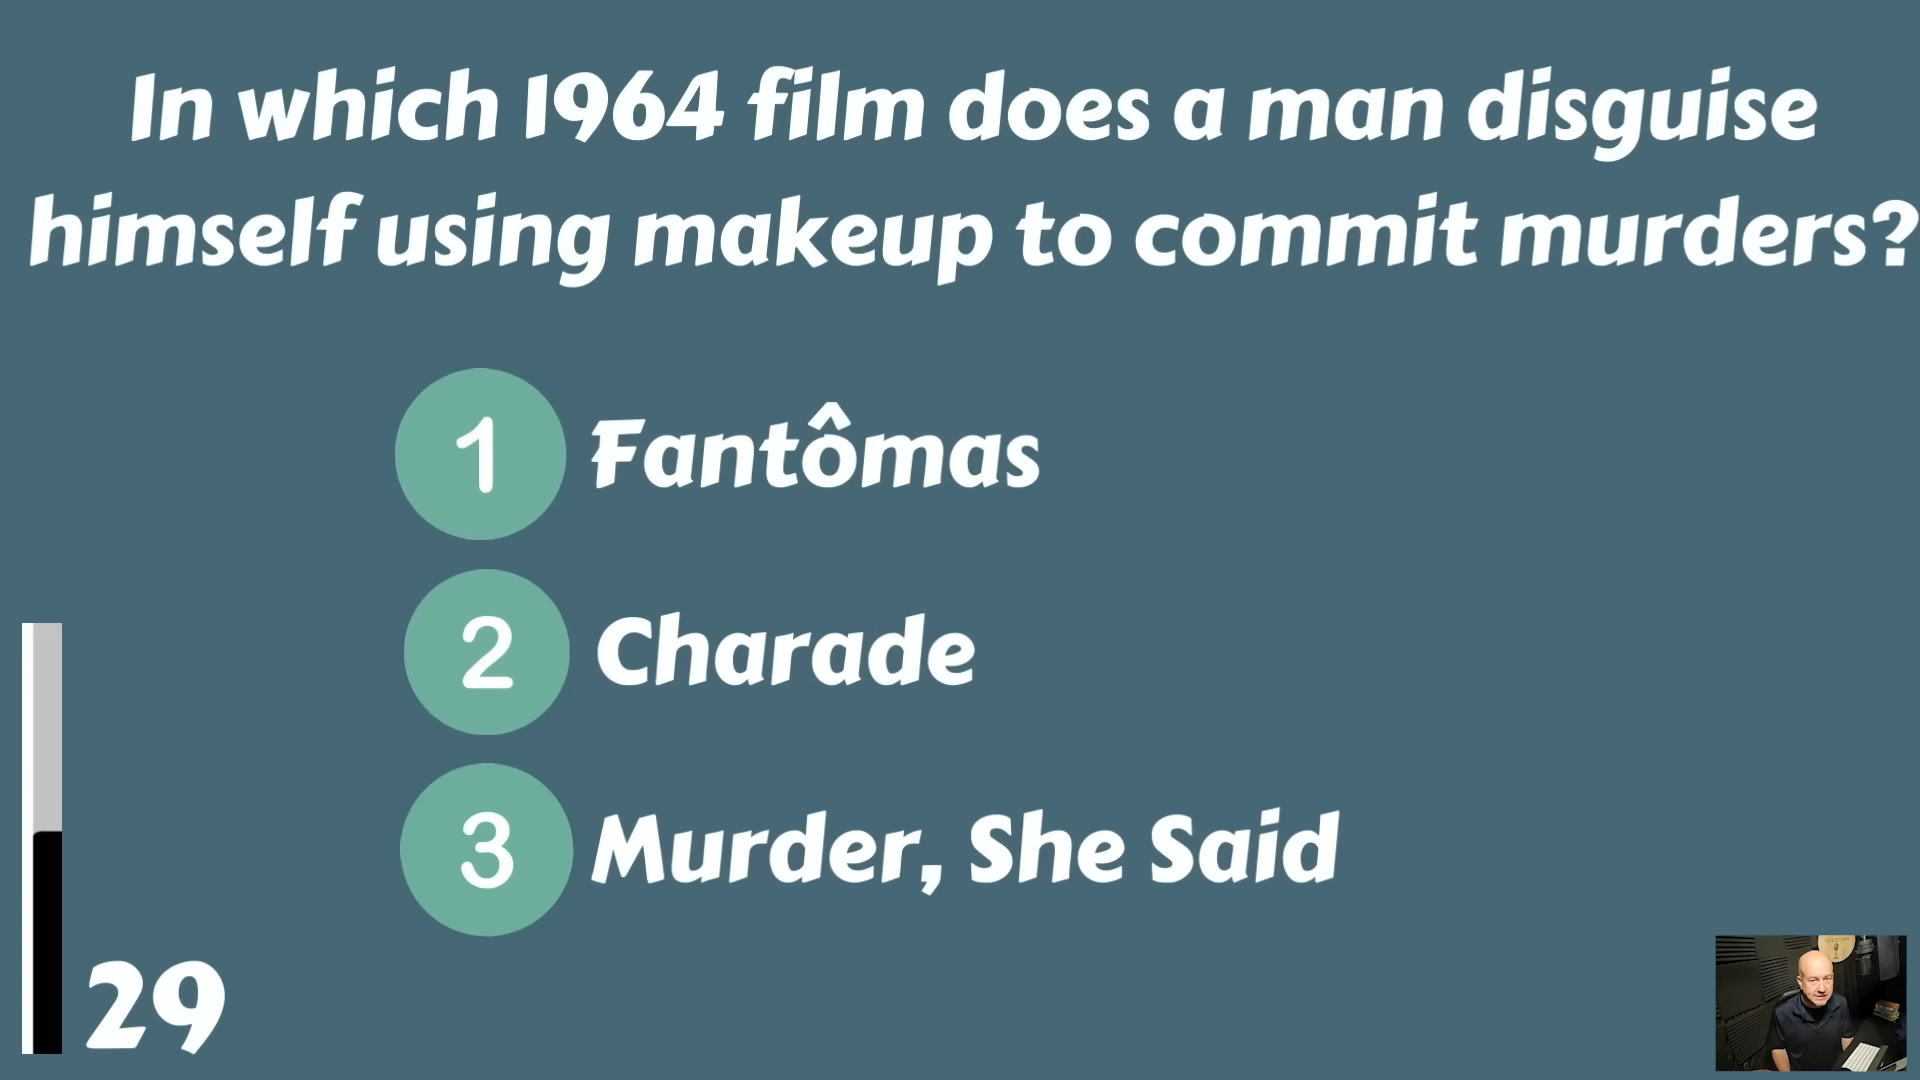 In which 1964 film does a man disguise
himself using makeup to commit murders?
1 Fantômas
2 Charade
3 Murder, She Said
29